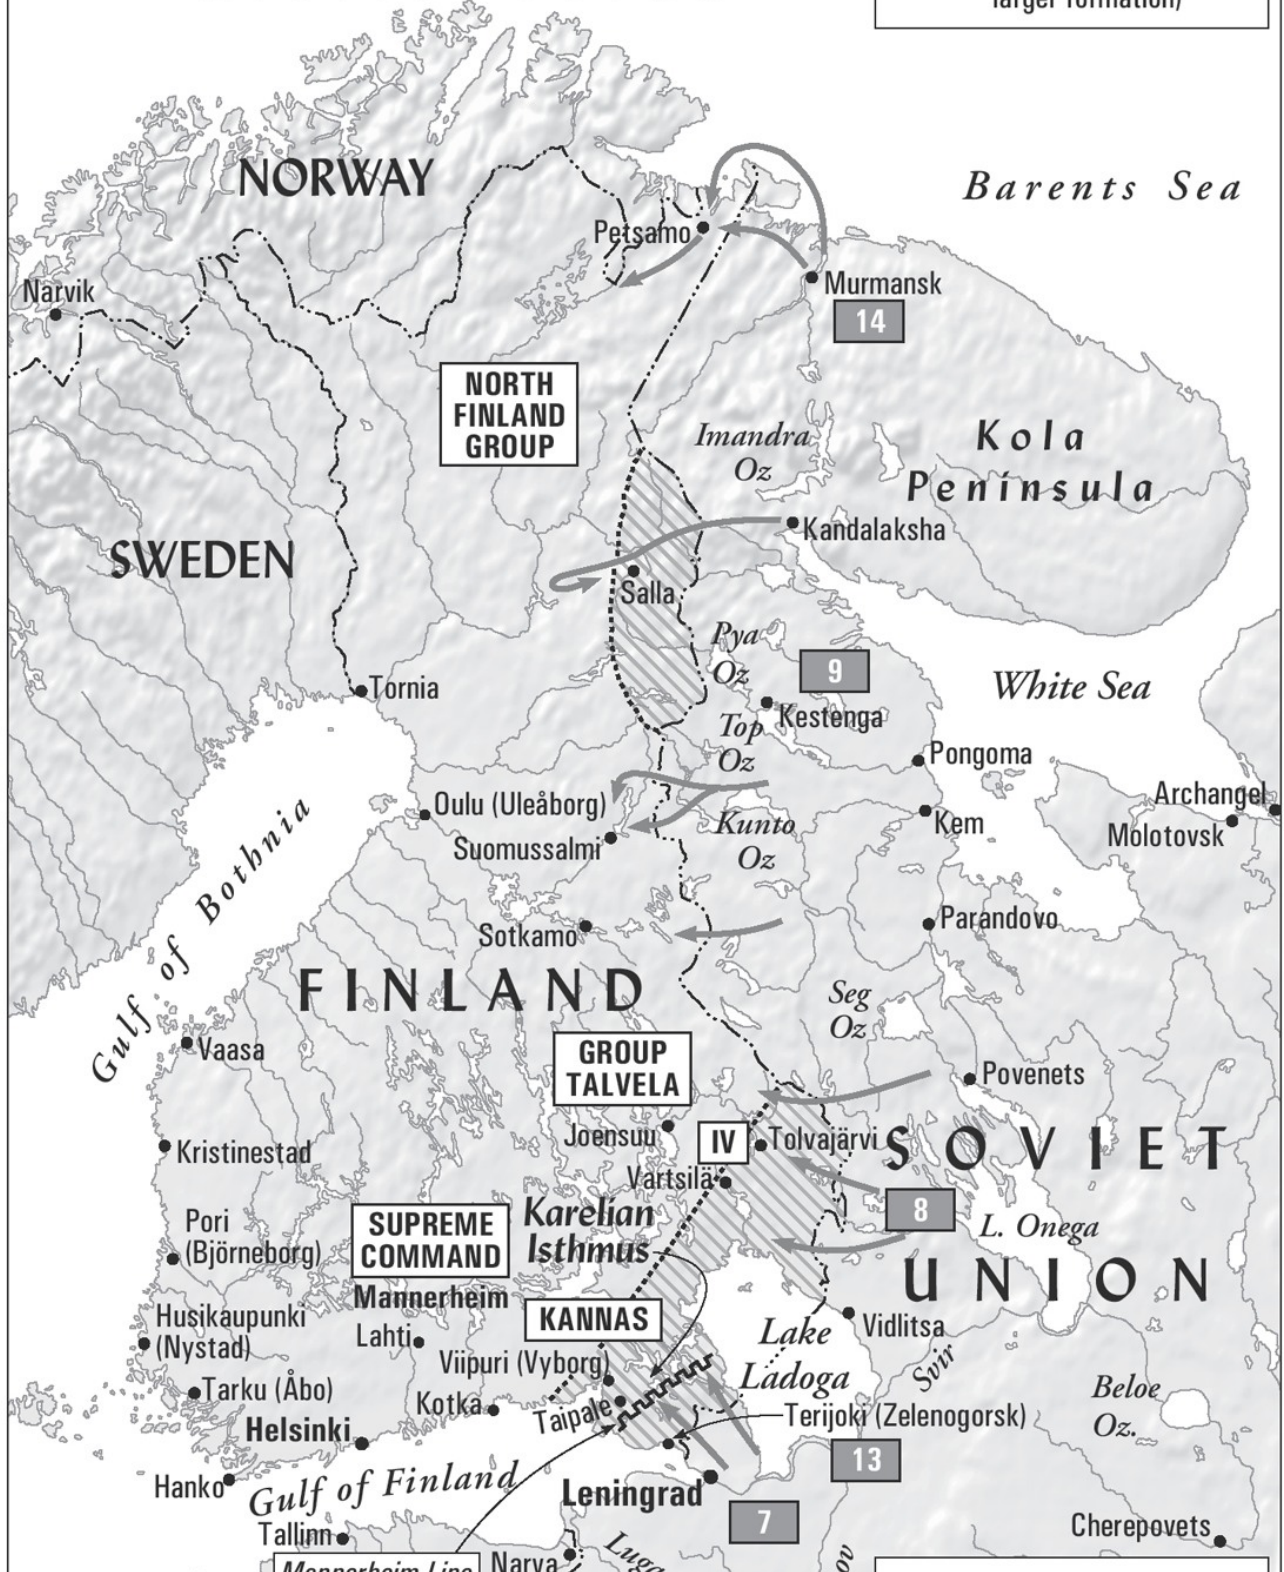 larger formation)
NORWAY
Barents Sea
Petsamo
Murmansk
14
Narvik
NORTH
FINLAND
GROUP
Imandra
Oz
Kola
Peninsula
Kandalaksha
SWEDEN
Salla
Pya
Oz
9
White Sea
Tornia
Kestenga
Top
Oz
Pongoma
Archangel
Oulu (Uleåborg)
Kem
Molotovsk
Suomussalmi
Kunto
Oz
Gulf of Bothnia
Parandovo
Sotkamo
FINLAND
Seg
Oz
Vaasa
GROUP
TALVELA
Povenets
Joensuu
IV
Tolvajärvi
SOVIET
UNION
Kristinestad
Vartsilä
8
L. Onega
Pori
(Björneborg)
SUPREME
COMMAND
Mannerheim
Karelian
Isthmus
KANNAS
Husikaupunki
(Nystad)
Lahti
Viipuri (Vyborg)
Lake
Ladoga
Vidlitsa
Svir
Beloe
Oz.
Tarku (Åbo)
Kotka
Taipale
Terijoki (Zelenogorsk)
Helsinki
13
Hanko
Gulf of Finland
Leningrad
7
Tallinn
Cherepovets
Mannerheim Line
Narva
Luga
ov